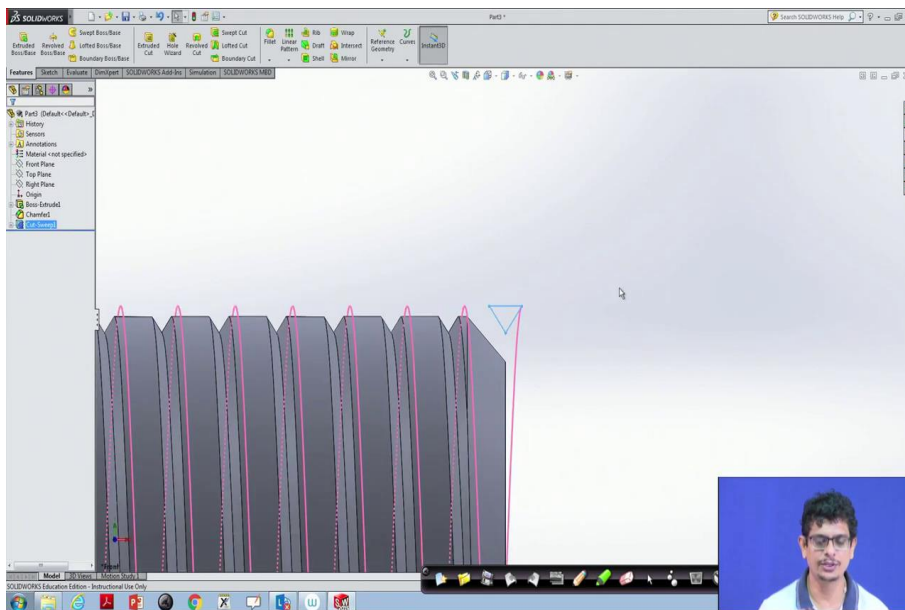 SOLIDWORKS
Part3 *
Search SOLIDWORKS Help
Extruded Boss/Base
Revolved Boss/Base
Swept Boss/Base
Lofted Boss/Base
Boundary Boss/Base
Extruded Cut
Hole Wizard
Revolved Cut
Swept Cut
Lofted Cut
Boundary Cut
Fillet
Linear Pattern
Rib
Draft
Shell
Wrap
Intersect
Mirror
Reference Geometry
Curves
Instant3D
Features Sketch Evaluate DimXpert SOLIDWORKS Add-Ins Simulation SOLIDWORKS MBD
Part3 (Default<<Default>_D
History
Sensors
Annotations
Material <not specified>
Front Plane
Top Plane
Right Plane
Origin
Boss-Extrude1
Chamfer1
Cut-Sweep1
*Front
Model 3D Views Motion Study
SOLIDWORKS Education Edition - Instructional Use Only